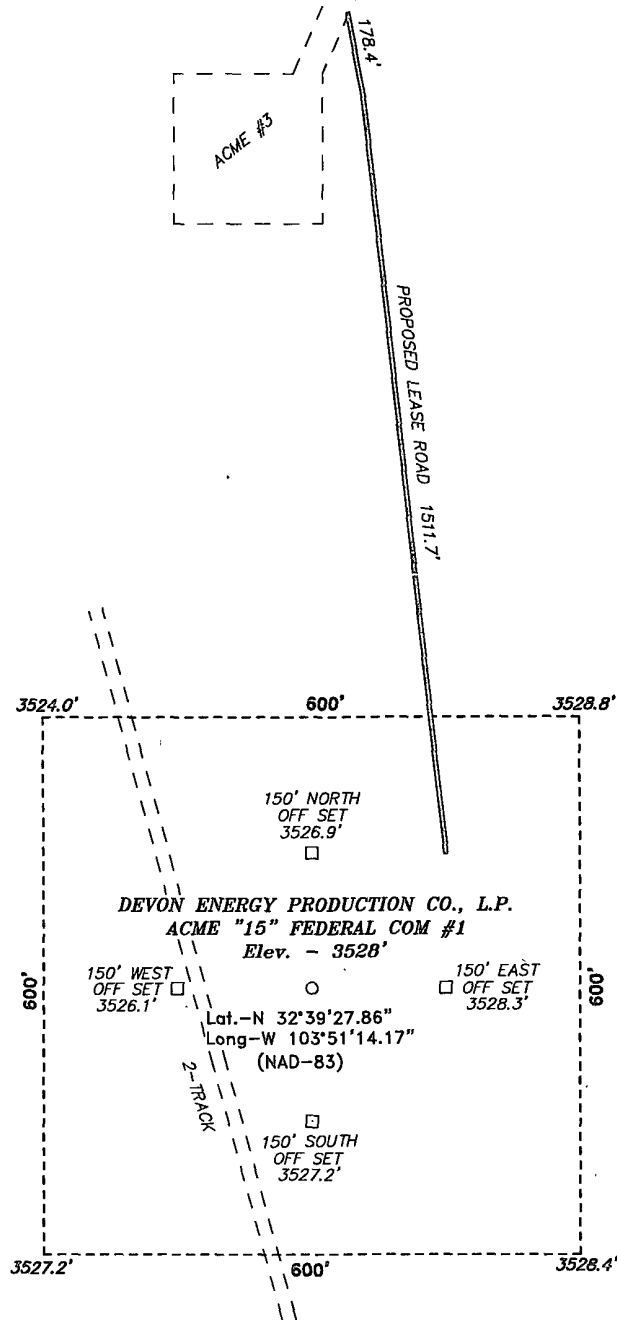 178.4'
ACME #3
PROPOSED LEASE ROAD 1511.7'
3524.0'
600'
3528.8'
150' NORTH
OFF SET
3526.9'
DEVON ENERGY PRODUCTION CO., L.P.
ACME "15" FEDERAL COM #1
Elev. - 3528'
600'
150' WEST
OFF SET
3526.1'
150' EAST
OFF SET
3528.3'
600'
Lat.-N 32°39'27.86"
Long-W 103°51'14.17"
(NAD-83)
2-TRACK
150' SOUTH
OFF SET
3527.2'
3527.2'
600'
3528.4'